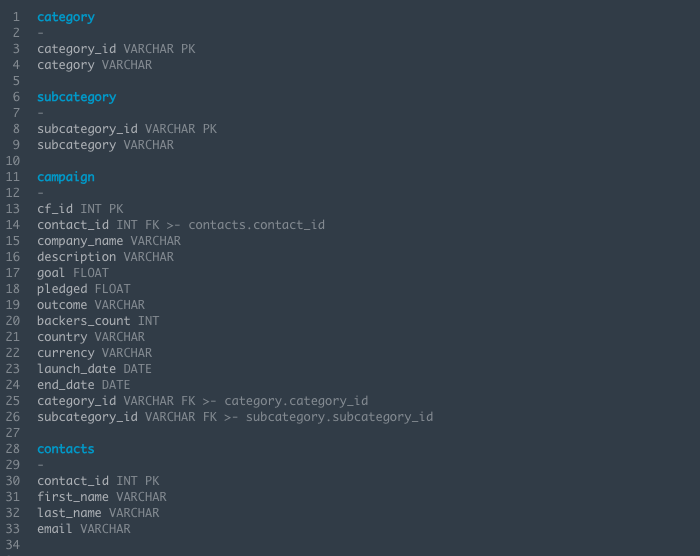 1 category
2 -
3 category_id VARCHAR PK
4 category VARCHAR
5
6 subcategory
7 -
8 subcategory_id VARCHAR PK
9 subcategory VARCHAR
10
11 campaign
12 -
13 cf_id INT PK
14 contact_id INT FK >- contacts.contact_id
15 company_name VARCHAR
16 description VARCHAR
17 goal FLOAT
18 pledged FLOAT
19 outcome VARCHAR
20 backers_count INT
21 country VARCHAR
22 currency VARCHAR
23 launch_date DATE
24 end_date DATE
25 category_id VARCHAR FK >- category.category_id
26 subcategory_id VARCHAR FK >- subcategory.subcategory_id
27
28 contacts
29 -
30 contact_id INT PK
31 first_name VARCHAR
32 last_name VARCHAR
33 email VARCHAR
34